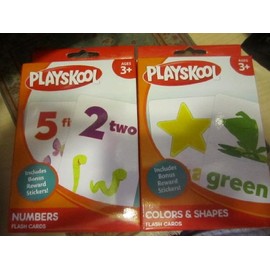 PLAYSKOOL
AGES
3+
5 fi 2 two
Includes
Bonus
Reward
Stickers!
NUMBERS
FLASH CARDS
PLAYSKOOL
AGES
3+
Includes
Bonus
Reward
Stickers!
a green
COLORS & SHAPES
FLASH CARDS